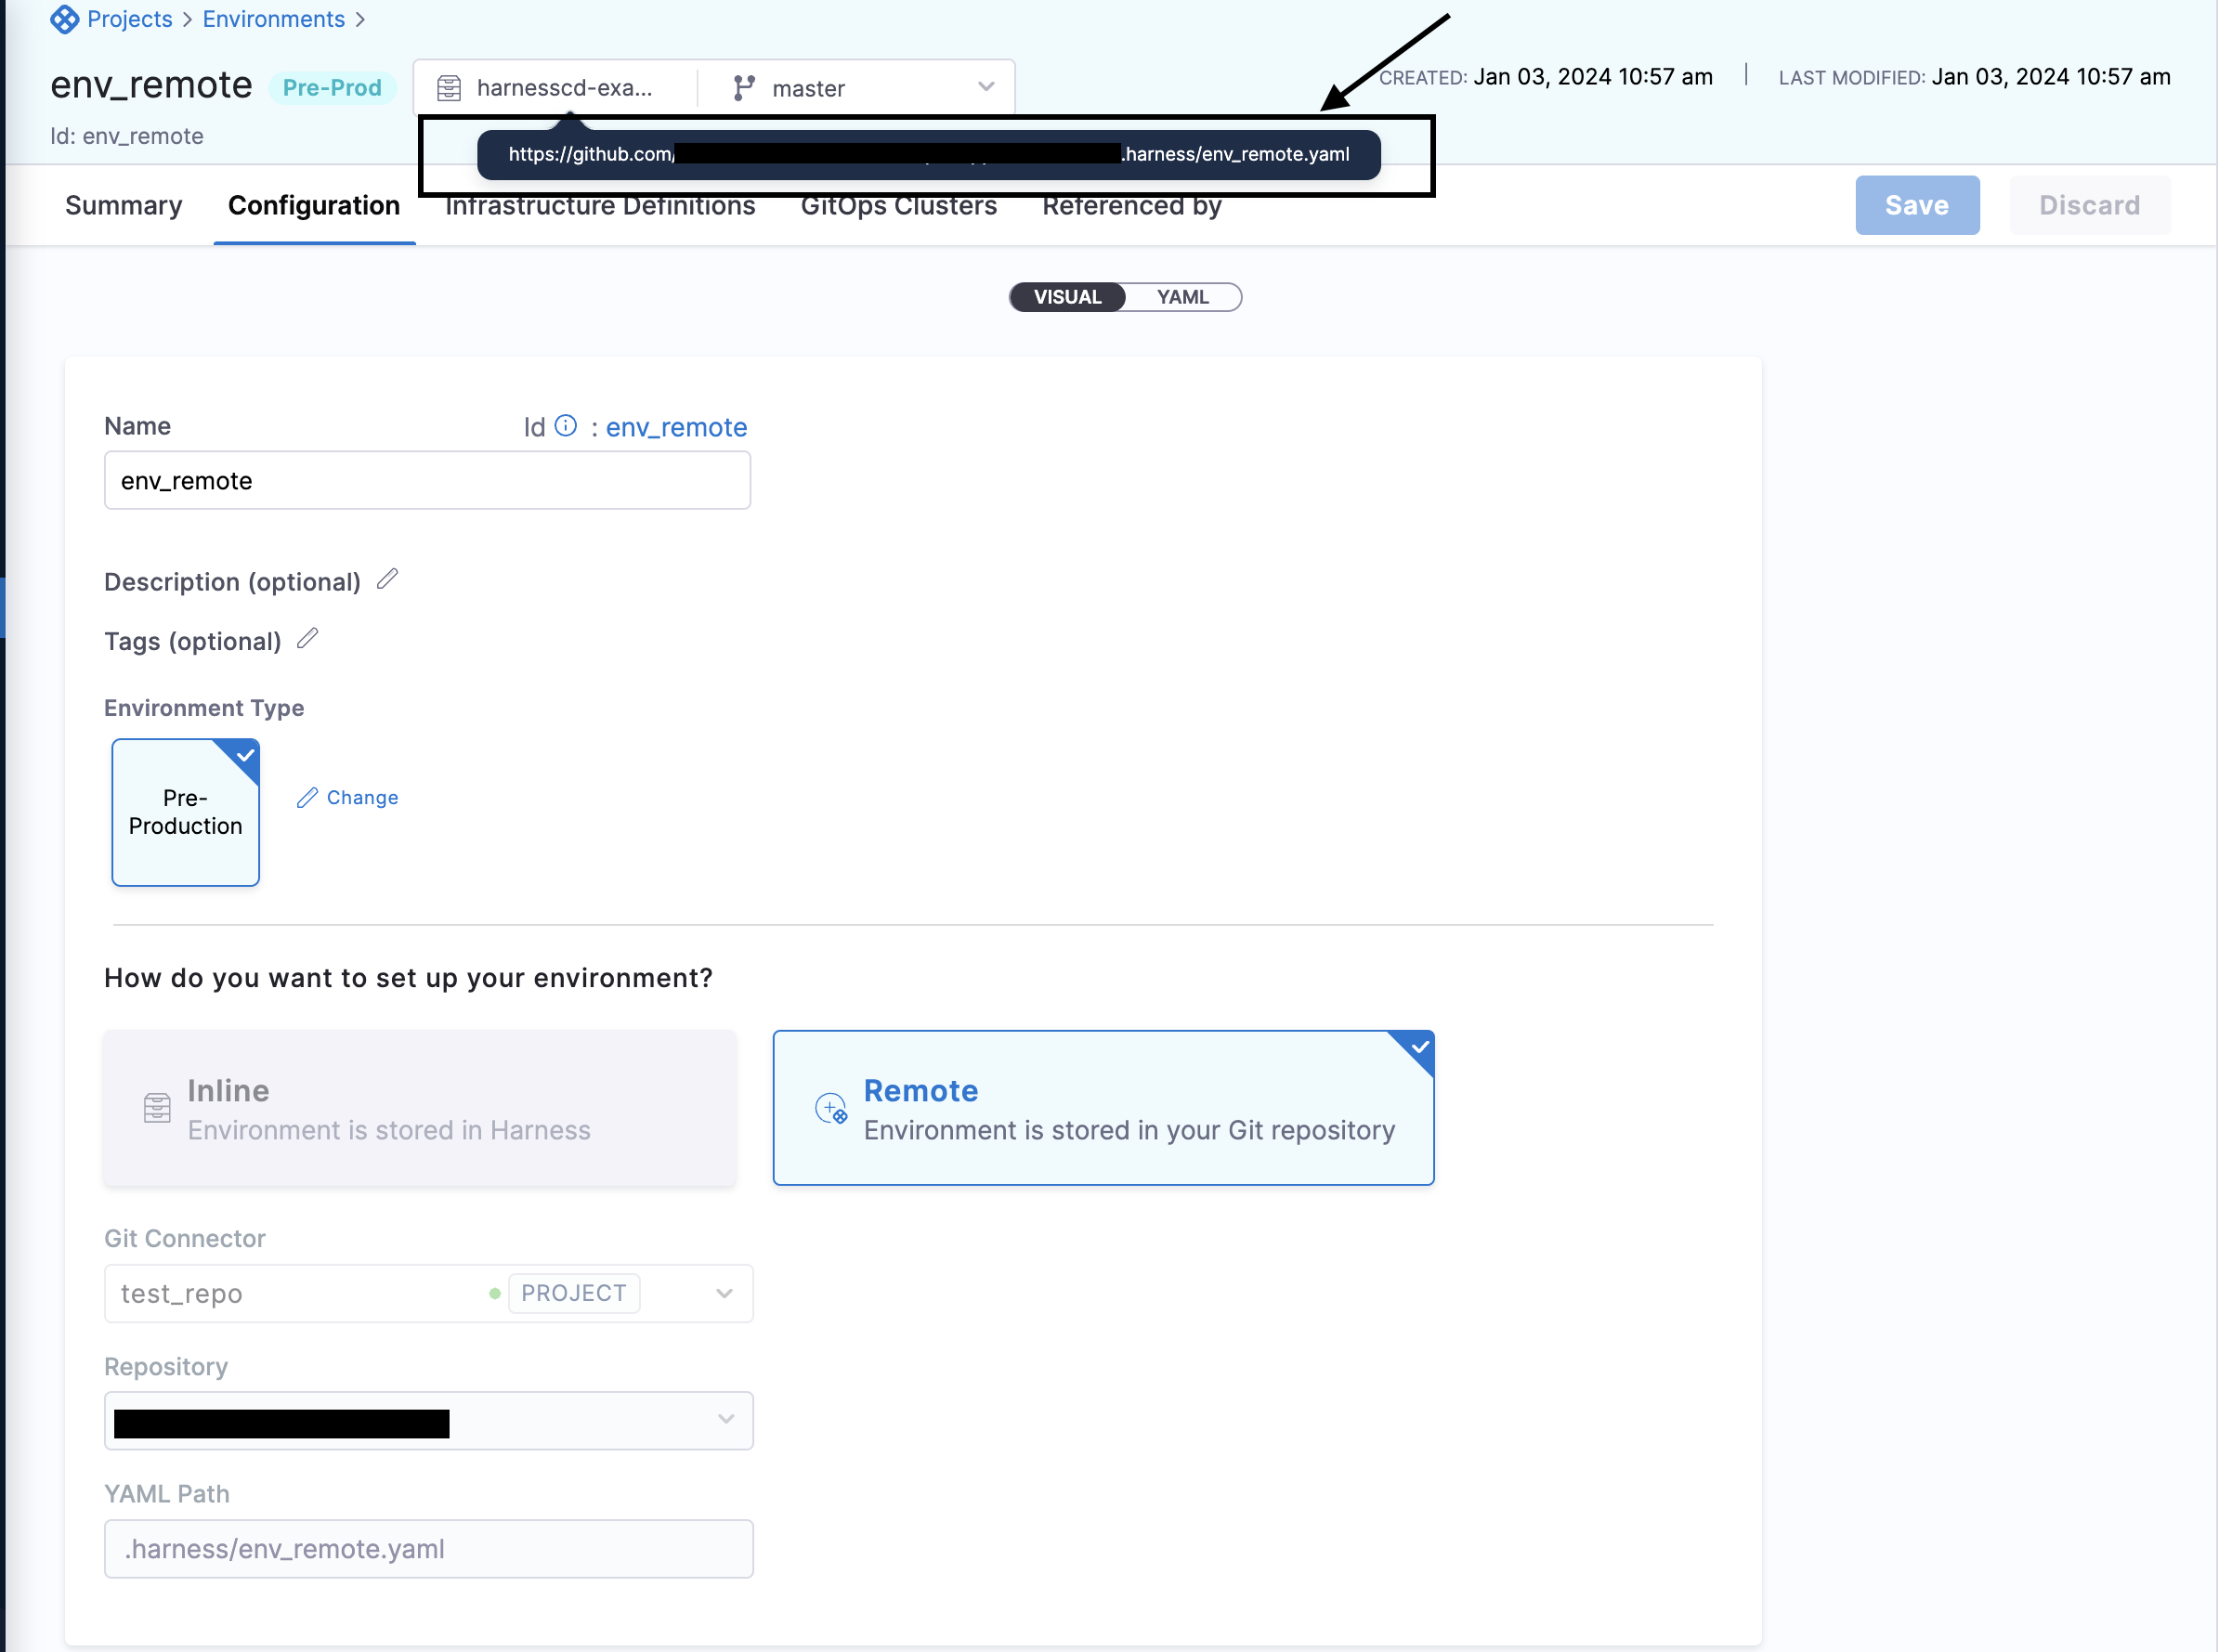 Projects > Environments >
env_remote Pre-Prod harnesscd-exa... master CREATED: Jan 03, 2024 10:57 am | LAST MODIFIED: Jan 03, 2024 10:57 am
Id: env_remote
https://github.com/ .harness/env_remote.yaml
Summary Configuration Infrastructure Definitions GitOps Clusters Referenced by Save Discard
VISUAL YAML
Name Id : env_remote
env_remote
Description (optional)
Tags (optional)
Environment Type
Pre-
Production
Change
How do you want to set up your environment?
Inline
Environment is stored in Harness
Remote
Environment is stored in your Git repository
Git Connector
test_repo PROJECT
Repository
YAML Path
.harness/env_remote.yaml